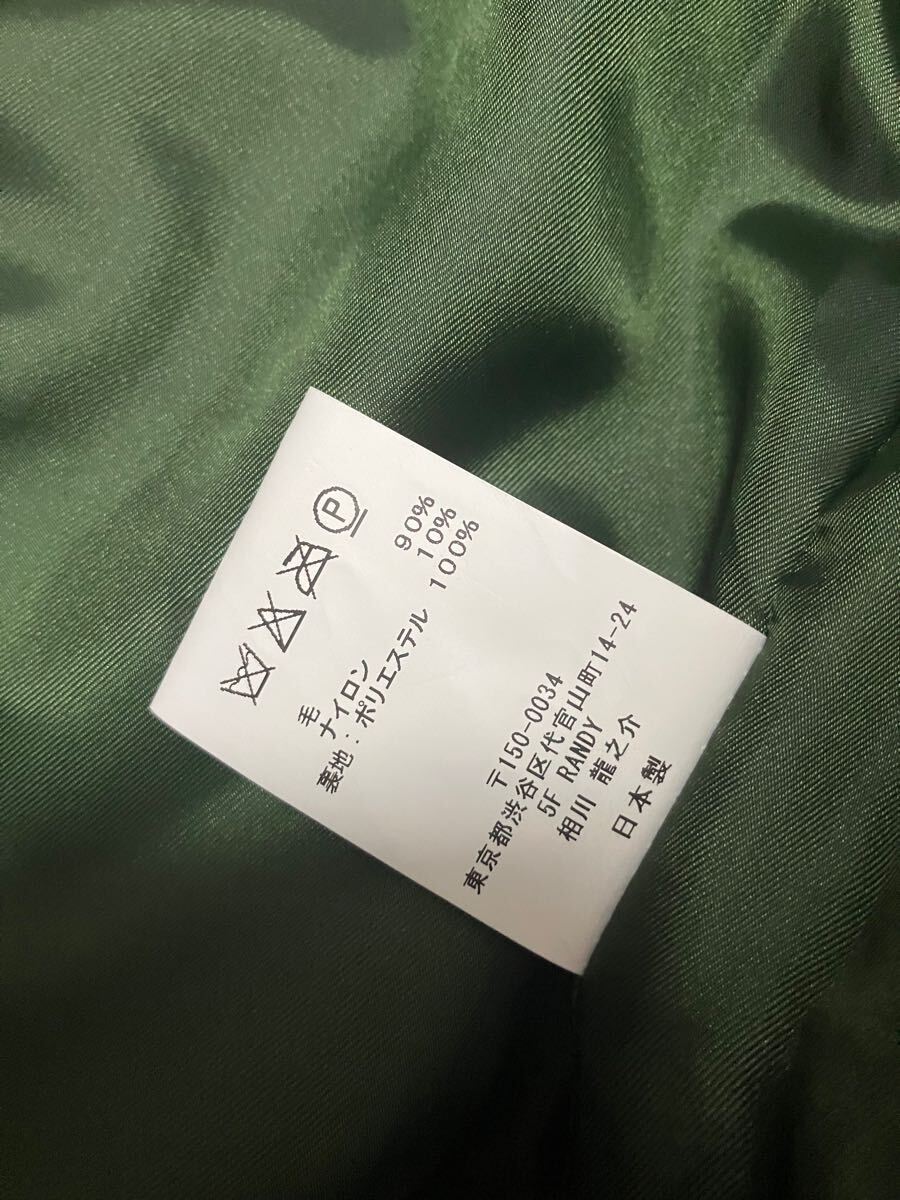 P
毛 90%
ナイロン 10%
裏地：ポリエステル 100%
〒150-0034
東京都渋谷区代官山町14-24
5F RANDY
相川 龍之介
日本製